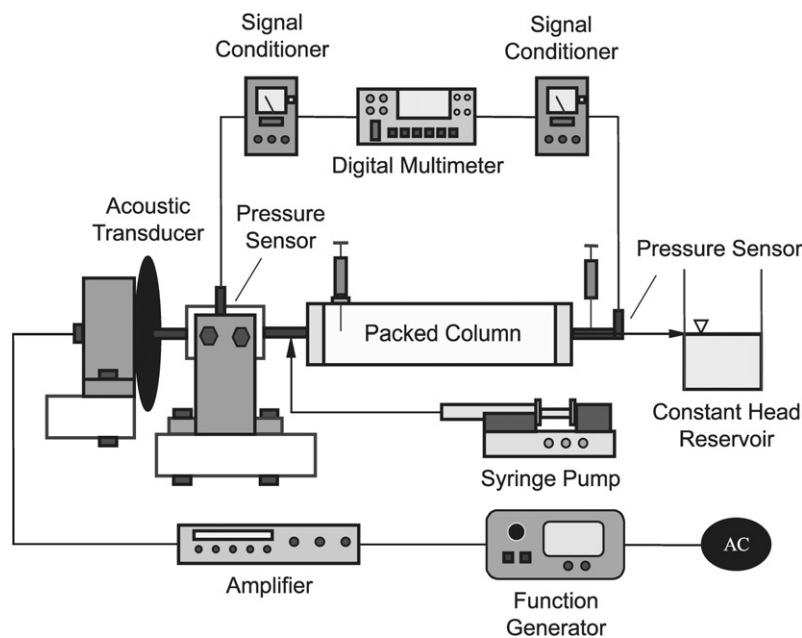 Signal
Conditioner
Signal
Conditioner
Digital Multimeter
Acoustic
Transducer
Pressure
Sensor
Pressure Sensor
Packed Column
Constant Head
Reservoir
Syringe Pump
Amplifier
Function
Generator
AC